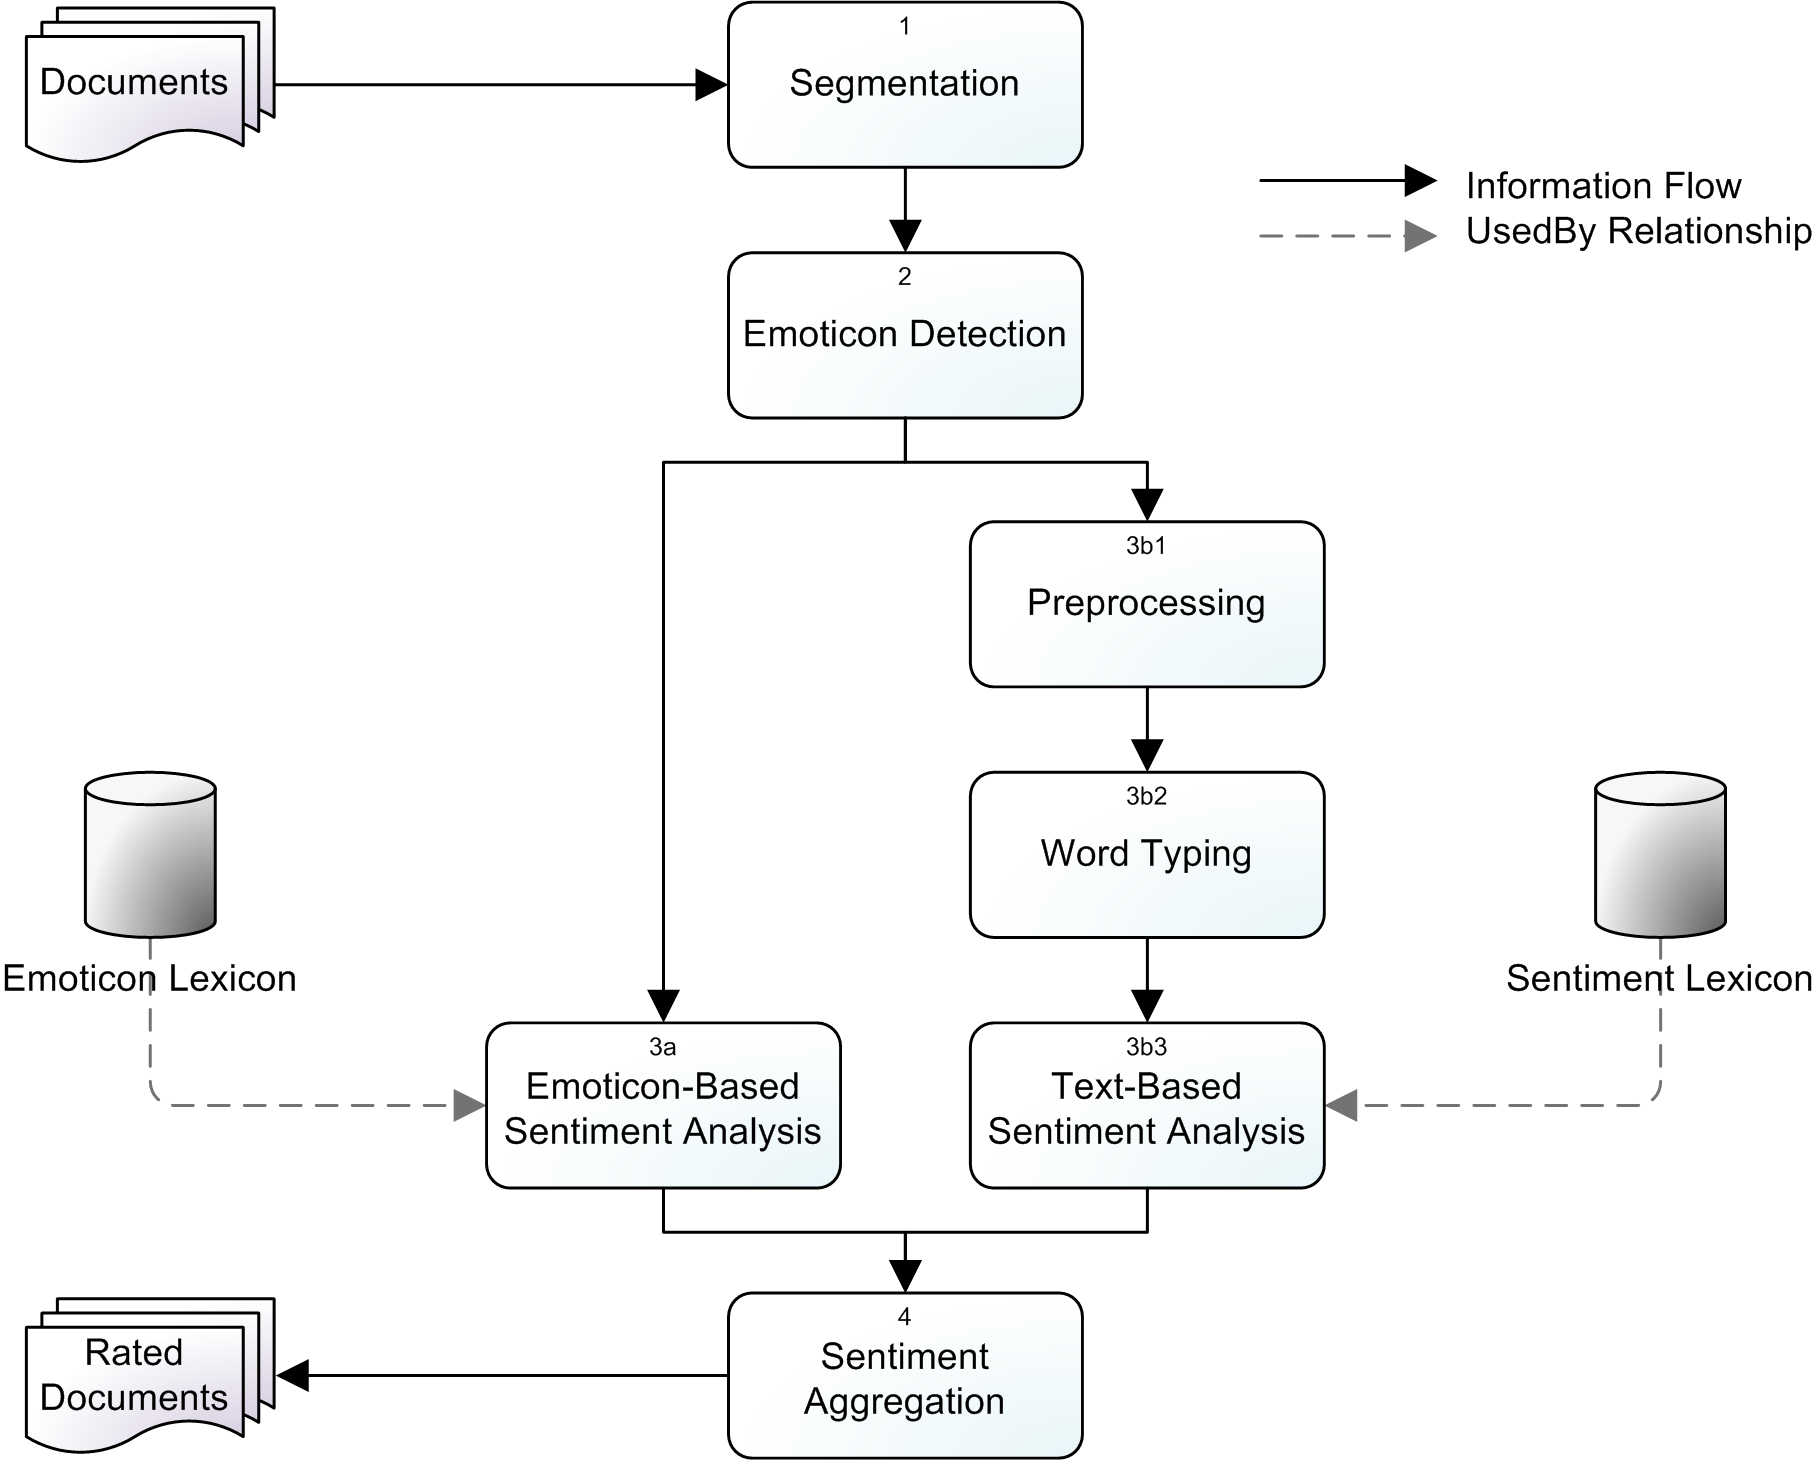 Documents
1
Segmentation
Information Flow
UsedBy Relationship
2
Emoticon Detection
3b1
Preprocessing
3b2
Word Typing
Emoticon Lexicon
Sentiment Lexicon
3a
Emoticon-Based
Sentiment Analysis
3b3
Text-Based
Sentiment Analysis
4
Sentiment
Aggregation
Rated
Documents